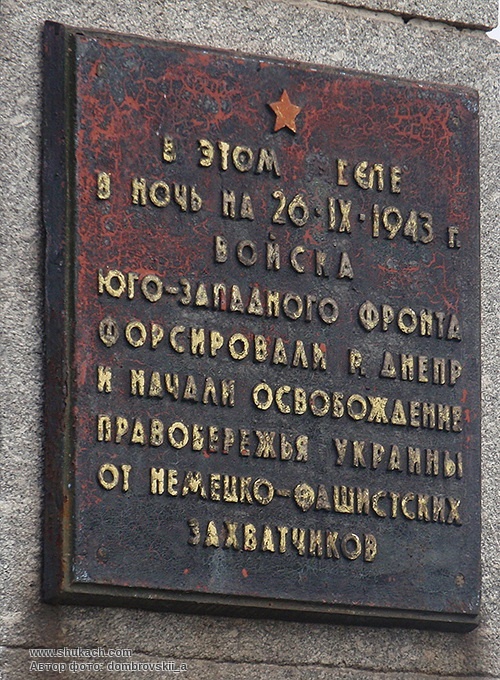 В ЭТОМ СЕЛЕ
В НОЧЬ НА 26·IX·1943 г.
ВОЙСКА
ЮГО-ЗАПАДНОГО ФРОНТА
ФОРСИРОВАЛИ Р. ДНЕПР
И НАЧАЛИ ОСВОБОЖДЕНИЕ
ПРАВОБЕРЕЖЬЯ УКРАИНЫ
ОТ НЕМЕЦКО-ФАШИСТСКИХ
ЗАХВАТЧИКОВ
www.shukach.com
Автор фото: dombrovskii_a